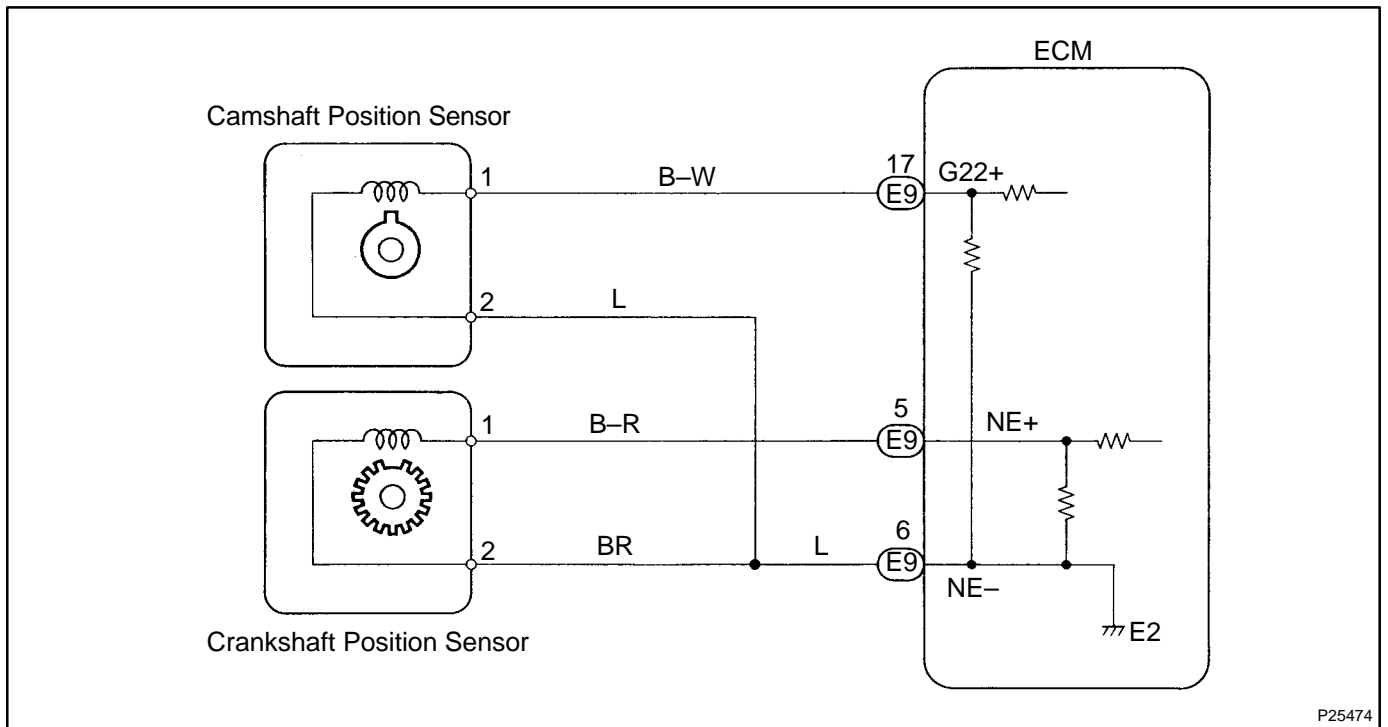 ECM
Camshaft Position Sensor
1
B–W
17
E9
G22+
2
L
1
B–R
5
E9
NE+
2
BR
L
6
E9
NE–
E2
Crankshaft Position Sensor
P25474